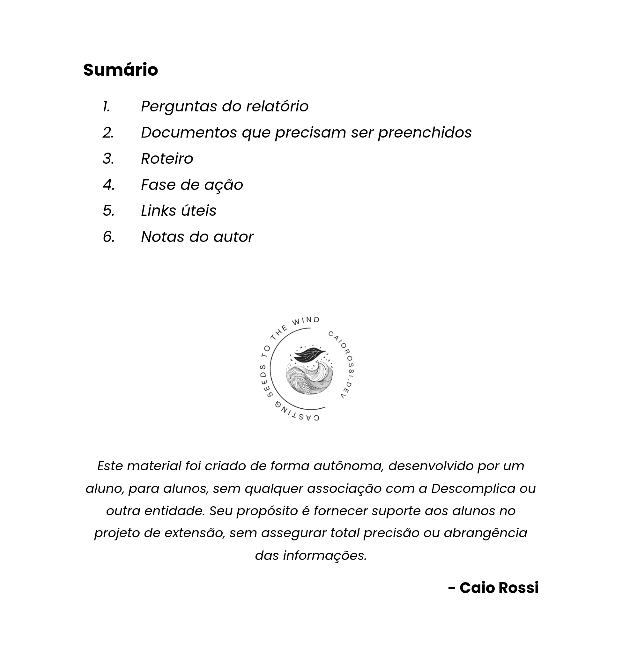 Sumário
1. Perguntas do relatório
2. Documentos que precisam ser preenchidos
3. Roteiro
4. Fase de ação
5. Links úteis
6. Notas do autor
CASTING SEEDS TO THE WIND
CAIOROSSI.DEV
Este material foi criado de forma autônoma, desenvolvido por um
aluno, para alunos, sem qualquer associação com a Descomplica ou
outra entidade. Seu propósito é fornecer suporte aos alunos no
projeto de extensão, sem assegurar total precisão ou abrangência
das informações.
- Caio Rossi